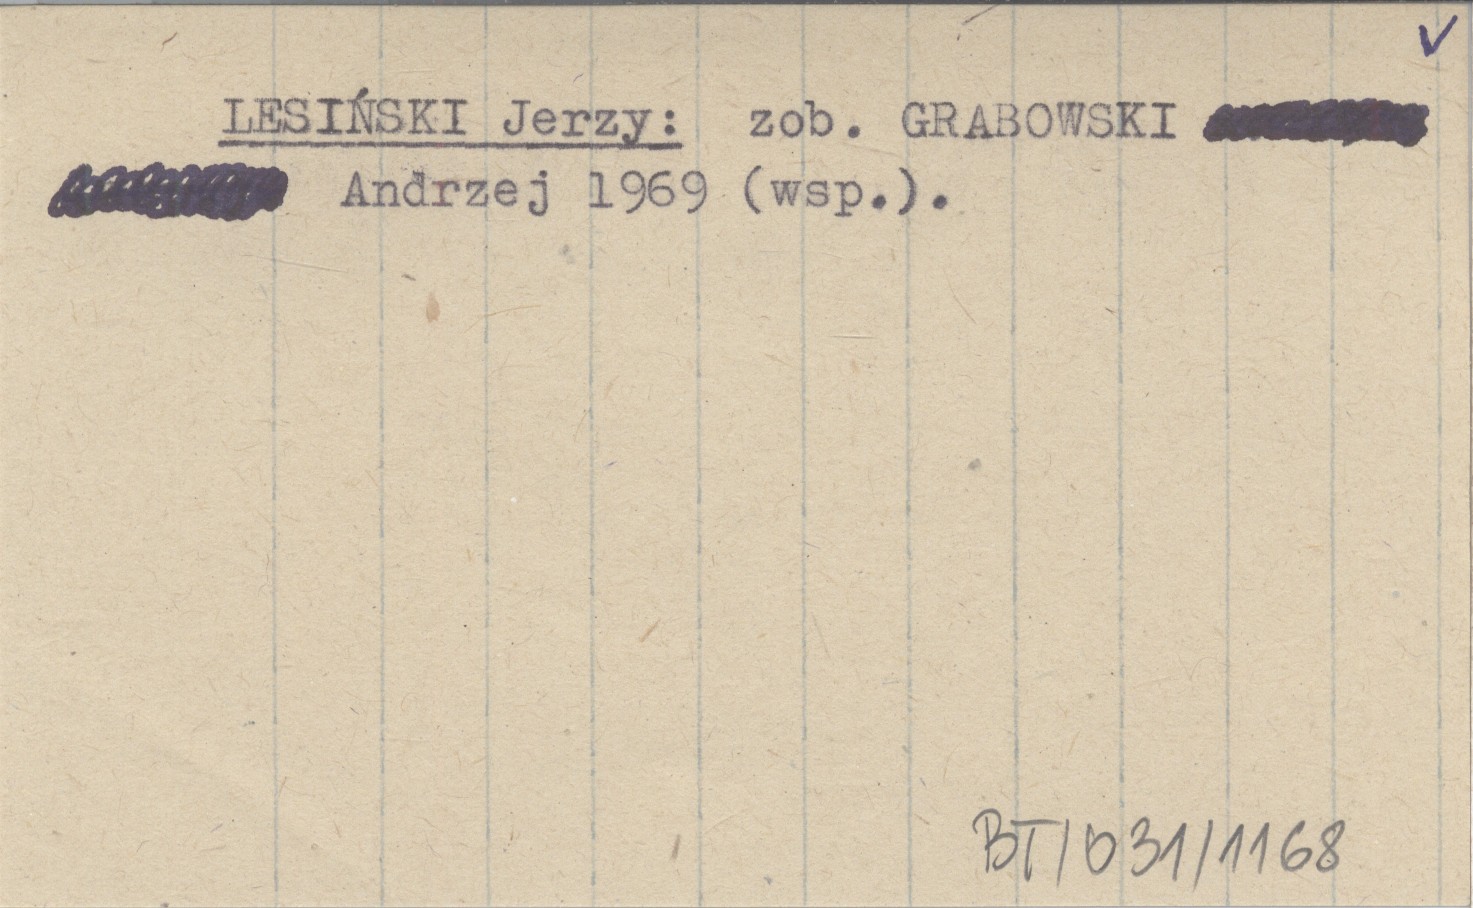 LESIŃSKI Jerzy: zob. GRABOWSKI
Andrzej 1969 (wsp.).
BT/031/1168